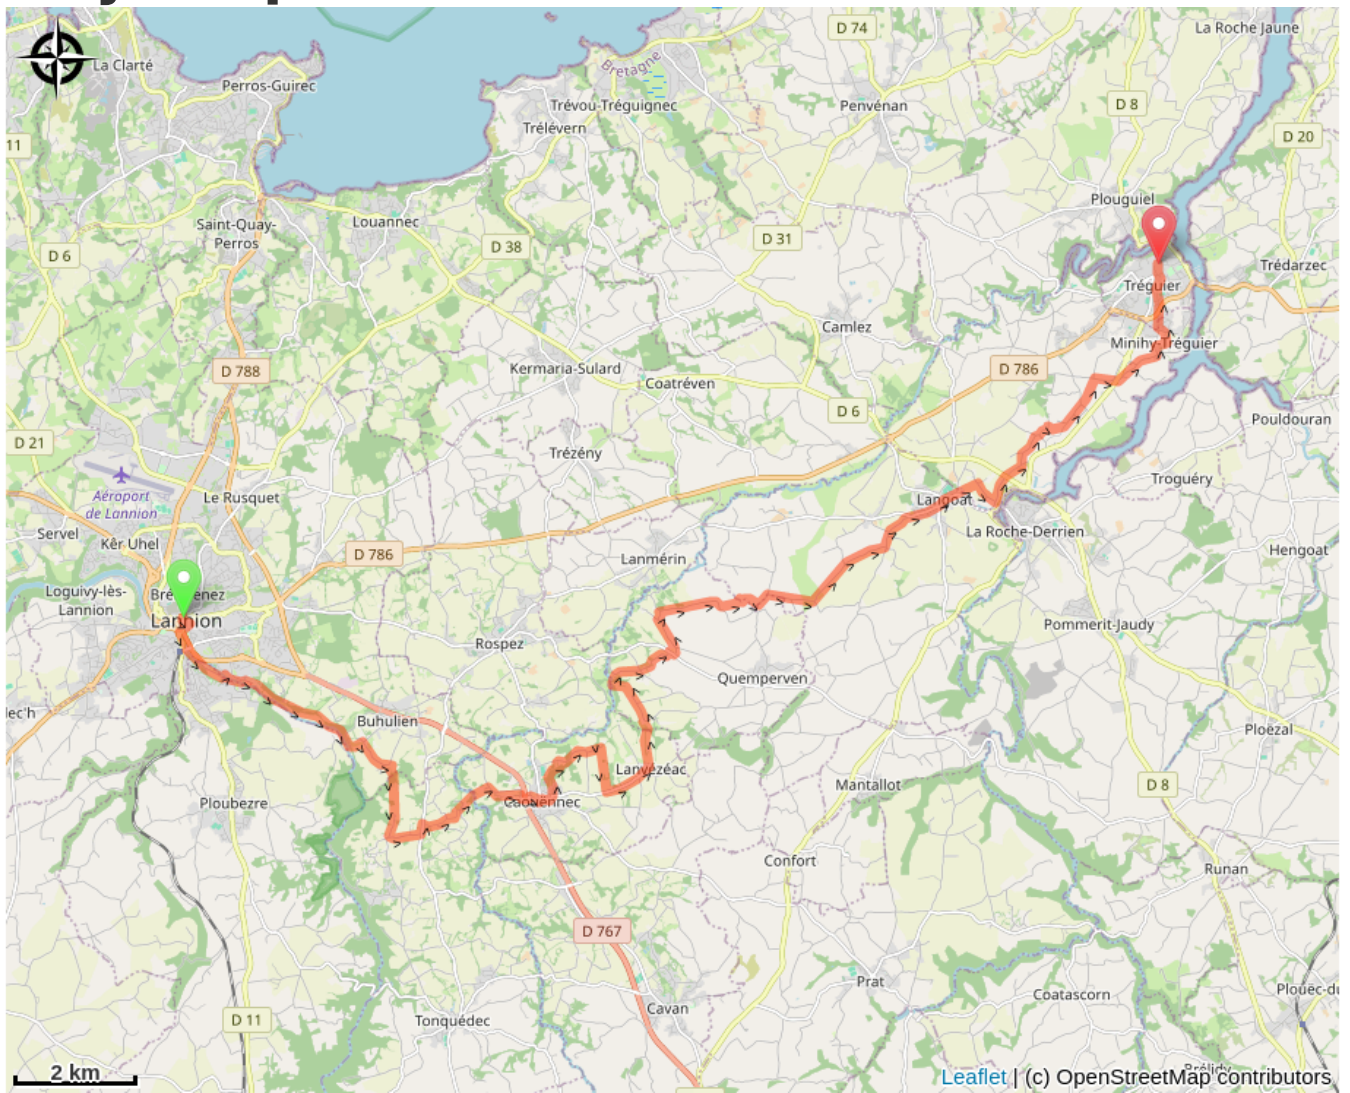 La Roche Jaune
D 74
La Clarté
Bretagne
Perros-Guirec
Trévou-Tréguignec
Penvénan
D 8
Trélévern
D 20
11
Plouguiel
Louannec
Saint-Quay-
Perros
D 31
D 38
D 6
Trédarzec
Tréguier
Camlez
Minihy-Tréguier
Kermaria-Sulard
D 786
D 788
Coatréven
D 6
Pouldouran
D 21
Trézény
Troguéry
Aéroport
de Lannion
Le Rusquet
Langoat
La Roche-Derrien
Servel
Kêr Uhel
D 786
Lanmérin
Hengoat
Loguivy-lès-
Lannion
Lannion
Pommerit-Jaudy
Rospez
Quemperven
lec'h
Buhulien
Ploëzal
Lanvézéac
Mantallot
D 8
Ploubezre
Caouënnec
Confort
Runan
D 767
Prat
Plouëc-du
Coatascorn
Cavan
D 11
Tonquédec
Brélidy
2 km
Leaflet | (c) OpenStreetMap contributors